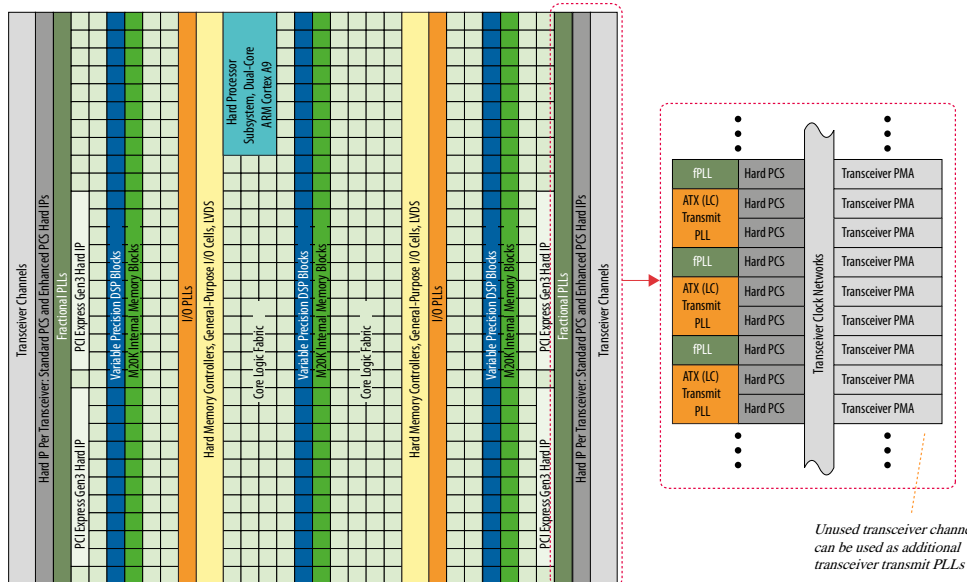 Transceiver Channels
Hard IP Per Transceiver: Standard PCS and Enhanced PCS Hard IPs
Fractional PLLs
PCI Express Gen3 Hard IP
PCI Express Gen3 Hard IP
Variable Precision DSP Blocks
M20K Internal Memory Blocks
I/O PLLs
Hard Memory Controllers, General-Purpose I/O Cells, LVDS
Hard Processor
Subsystem, Dual-Core
ARM Cortex A9
Core Logic Fabric
Variable Precision DSP Blocks
M20K Internal Memory Blocks
Core Logic Fabric
Hard Memory Controllers, General-Purpose I/O Cells, LVDS
I/O PLLs
Variable Precision DSP Blocks
M20K Internal Memory Blocks
PCI Express Gen3 Hard IP
PCI Express Gen3 Hard IP
Fractional PLLs
Hard IP Per Transceiver: Standard PCS and Enhanced PCS Hard IPs
Transceiver Channels
fPLL
ATX (LC)
Transmit
PLL
fPLL
ATX (LC)
Transmit
PLL
fPLL
ATX (LC)
Transmit
PLL
Hard PCS
Hard PCS
Hard PCS
Hard PCS
Hard PCS
Hard PCS
Hard PCS
Hard PCS
Hard PCS
Transceiver Clock Networks
Transceiver PMA
Transceiver PMA
Transceiver PMA
Transceiver PMA
Transceiver PMA
Transceiver PMA
Transceiver PMA
Transceiver PMA
Transceiver PMA
Unused transceiver channe
can be used as additional
transceiver transmit PLLs